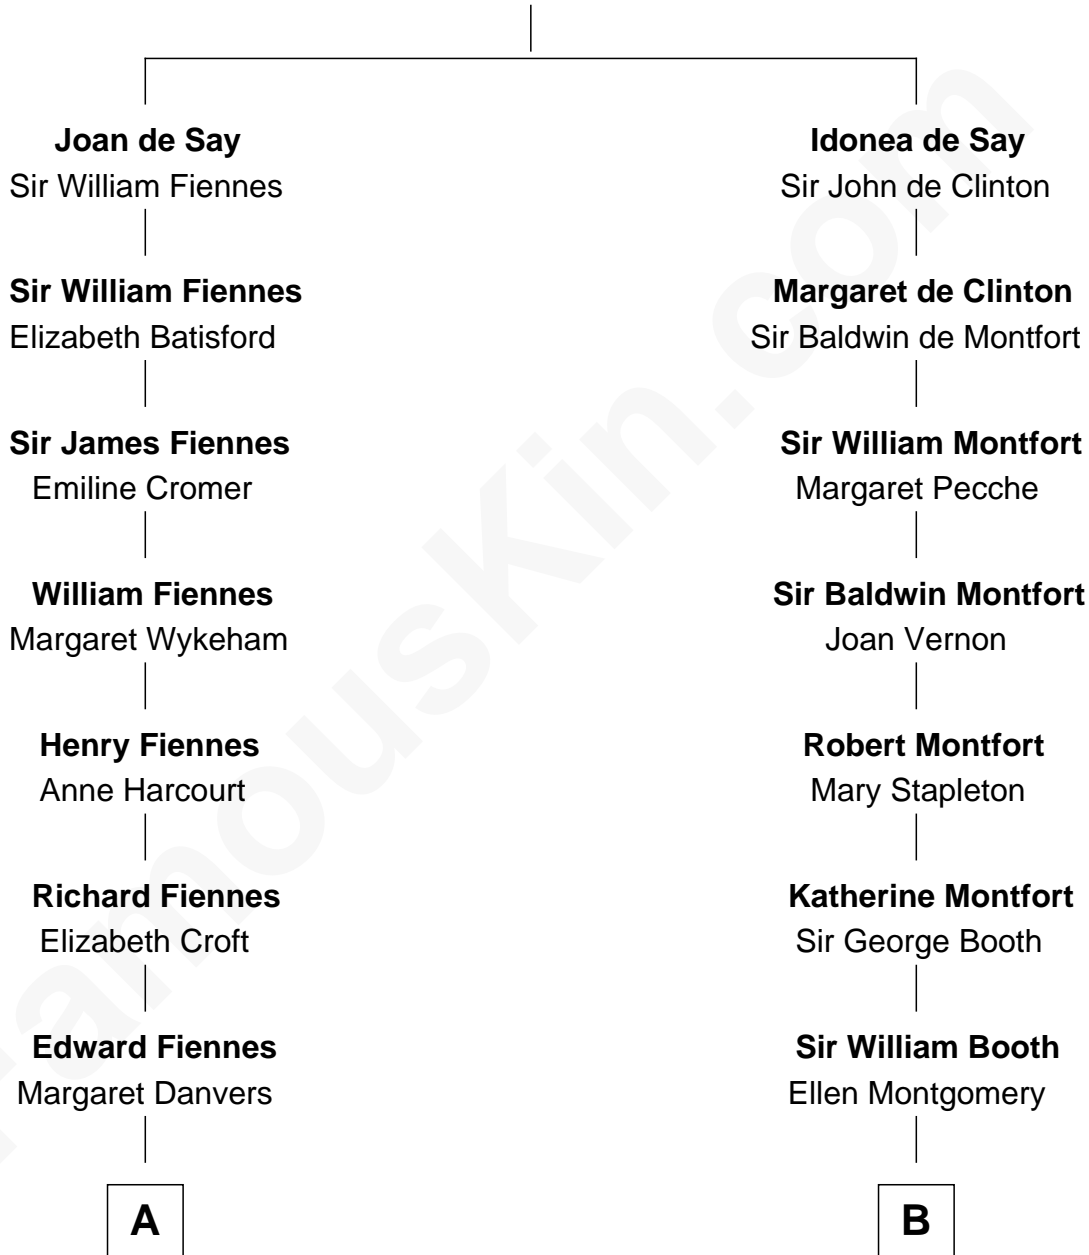 Joan de Say
Sir William Fiennes
Sir William Fiennes
Elizabeth Batisford
Sir James Fiennes
Emiline Cromer
William Fiennes
Margaret Wykeham
Henry Fiennes
Anne Harcourt
Richard Fiennes
Elizabeth Croft
Edward Fiennes
Margaret Danvers
A
Idonea de Say
Sir John de Clinton
Margaret de Clinton
Sir Baldwin de Montfort
Sir William Montfort
Margaret Pecche
Sir Baldwin Montfort
Joan Vernon
Robert Montfort
Mary Stapleton
Katherine Montfort
Sir George Booth
Sir William Booth
Ellen Montgomery
B
FamousKin.com